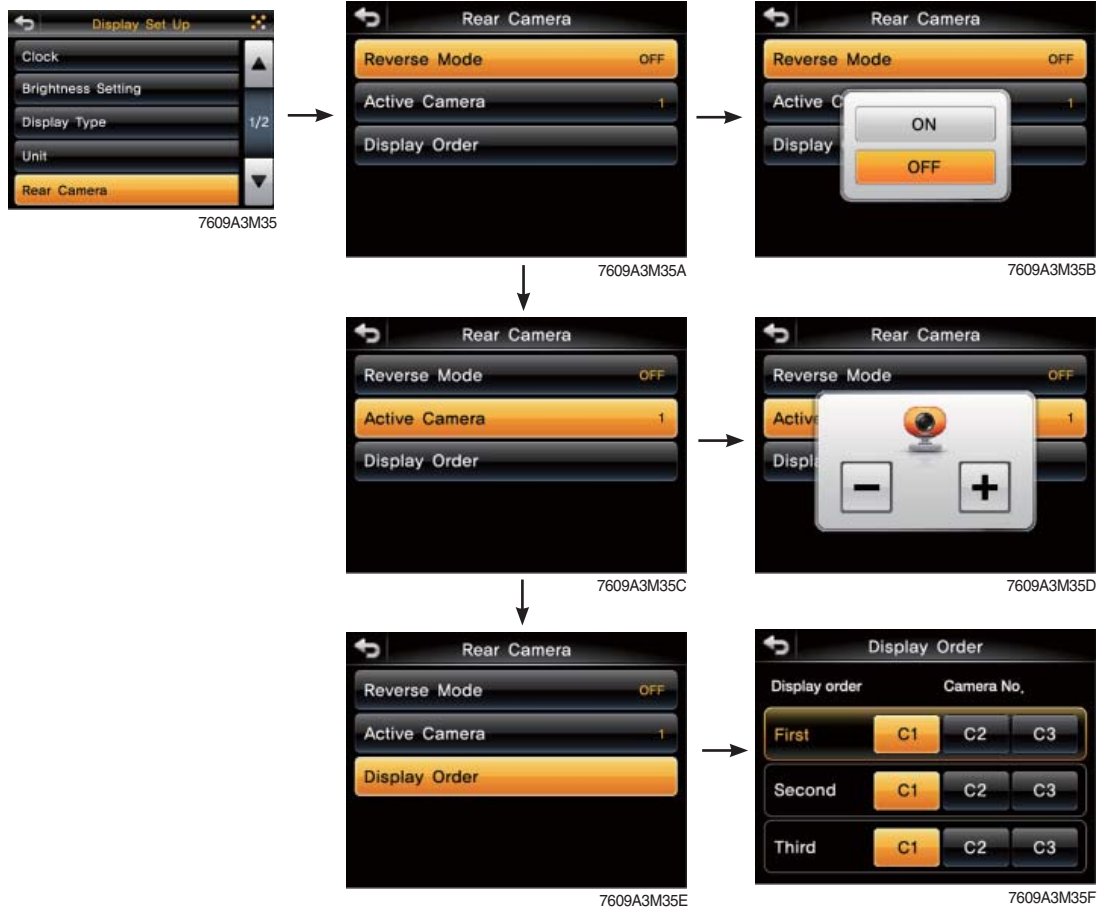 Display Set Up
Clock
Brightness Setting
Display Type
1/2
Unit
Rear Camera
7609A3M35
Rear Camera
Reverse Mode OFF
Active Camera 1
Display Order
7609A3M35A
Rear Camera
Reverse Mode OFF
Active C 1
Display
ON
OFF
7609A3M35B
Rear Camera
Reverse Mode OFF
Active Camera 1
Display Order
7609A3M35C
Rear Camera
Reverse Mode OFF
Active 1
Displa
- +
7609A3M35D
Rear Camera
Reverse Mode OFF
Active Camera 1
Display Order
7609A3M35E
Display Order
Display order Camera No.
First C1 C2 C3
Second C1 C2 C3
Third C1 C2 C3
7609A3M35F